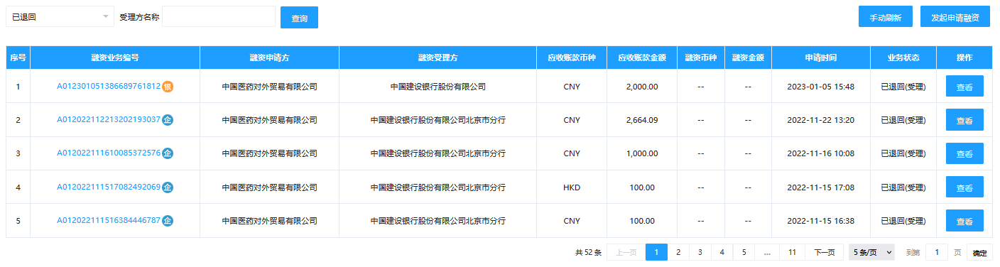 已退回 受理方名称 查询 手动刷新 发起申请融资
序号 融资业务编号 融资申请方 融资受理方 应收账款币种 应收账款金额 融资币种 融资金额 申请时间 业务状态 操作
1 A012301051386689761812 银 中国医药对外贸易有限公司 中国建设银行股份有限公司 CNY 2,000.00 -- -- 2023-01-05 15:48 已退回(受理) 查看
2 A012022112213202193037 企 中国医药对外贸易有限公司 中国建设银行股份有限公司北京市分行 CNY 2,664.09 -- -- 2022-11-22 13:20 已退回(受理) 查看
3 A012022111610085372576 企 中国医药对外贸易有限公司 中国建设银行股份有限公司北京市分行 CNY 1,000.00 -- -- 2022-11-16 10:08 已退回(受理) 查看
4 A012022111517082492069 企 中国医药对外贸易有限公司 中国建设银行股份有限公司北京市分行 HKD 100.00 -- -- 2022-11-15 17:08 已退回(受理) 查看
5 A012022111516384446787 企 中国医药对外贸易有限公司 中国建设银行股份有限公司北京市分行 CNY 100.00 -- -- 2022-11-15 16:38 已退回(受理) 查看
共 52 条 上一页 1 2 3 4 5 ... 11 下一页 5 条/页 到第 1 页 确定